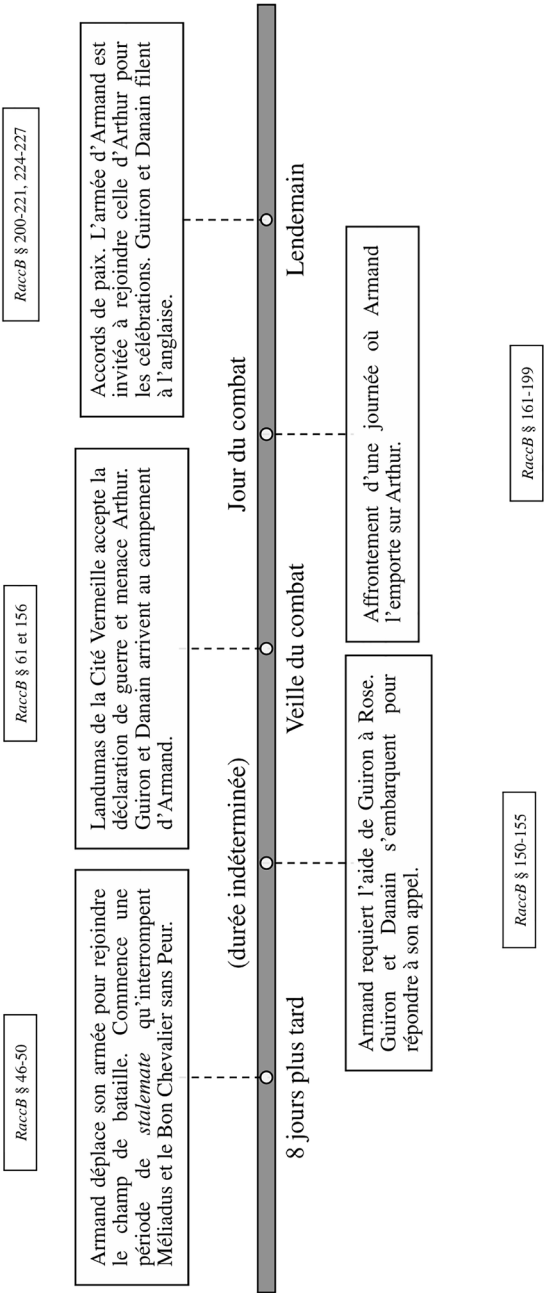 RaccB § 46-50
Armand déplace son armée pour rejoindre
le champ de bataille. Commence une
période de stalemate qu’interrompent
Méliadus et le Bon Chevalier sans Peur.
8 jours plus tard
(durée indéterminée)
Armand requiert l’aide de Guiron à Rose.
Guiron et Danain s’embarquent pour
répondre à son appel.
RaccB § 150-155
RaccB § 61 et 156
Landumas de la Cité Vermeille accepte la
déclaration de guerre et menace Arthur.
Guiron et Danain arrivent au campement
d’Armand.
Veille du combat
Jour du combat
Affrontement d’une journée où Armand
l’emporte sur Arthur.
RaccB § 161-199
RaccB § 200-221, 224-227
Accords de paix. L’armée d’Armand est
invitée à rejoindre celle d’Arthur pour
les célébrations. Guiron et Danain filent
à l’anglaise.
Lendemain